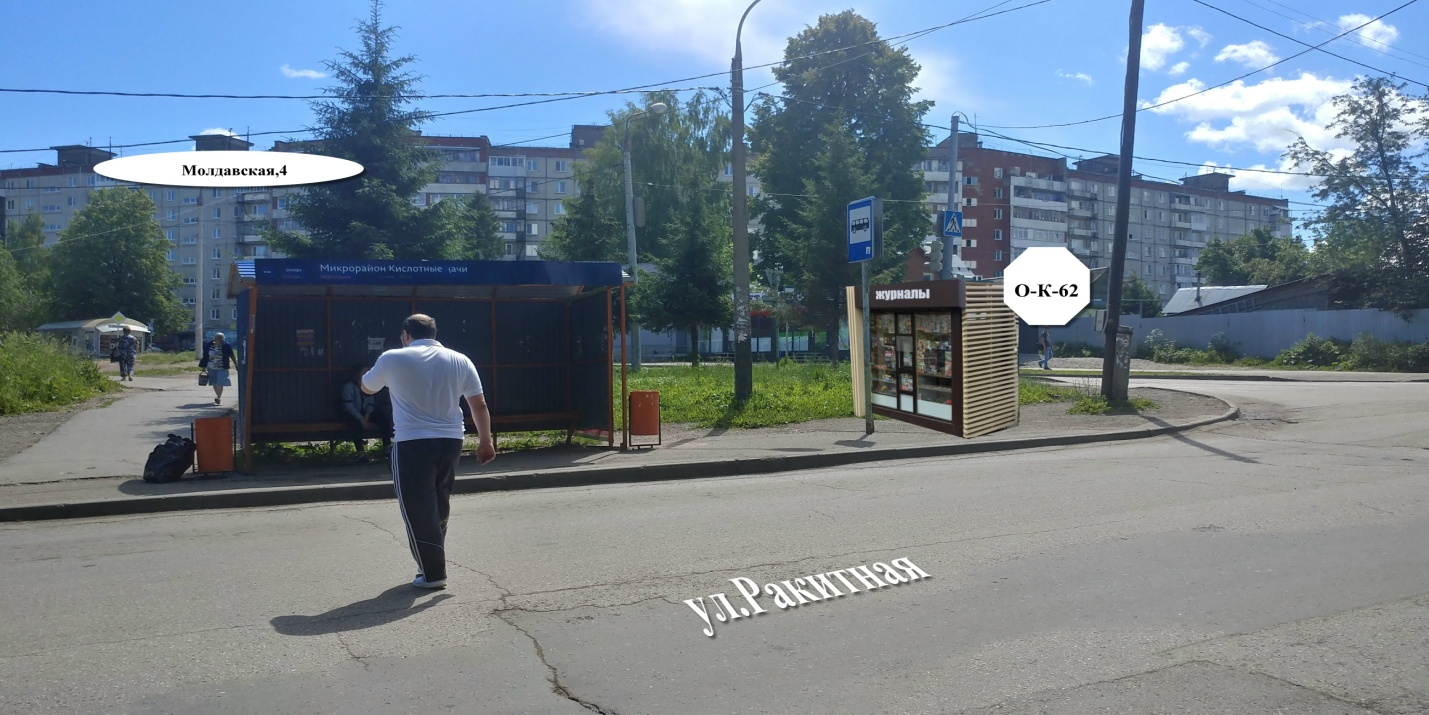 Молдавская,4
Микрорайон Кислотные
дачи
журналы
О-К-62
ул.Ракитная